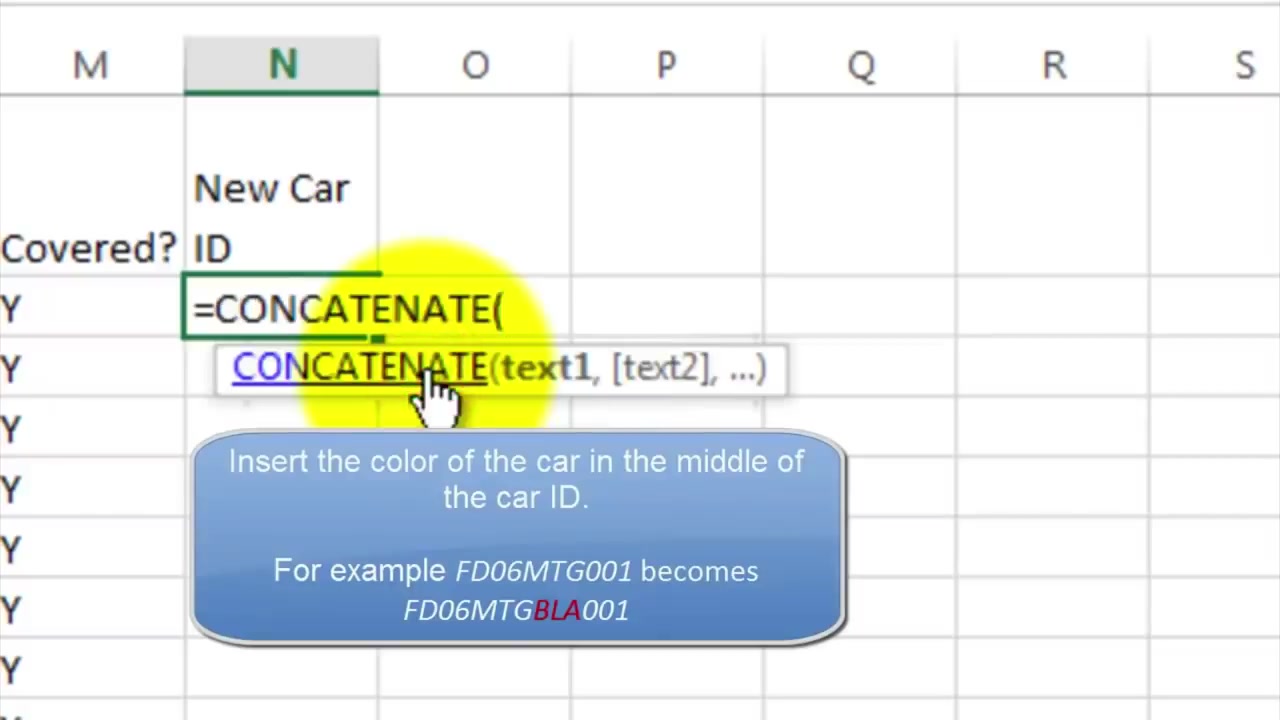 M N O P Q R S
New Car
Covered? ID
Y =CONCATENATE(
Y CONCATENATE(text1, [text2], ...)
Y
Insert the color of the car in the middle of
Y the car ID.
Y For example FD06MTG001 becomes
Y FD06MTGBLA001
Y